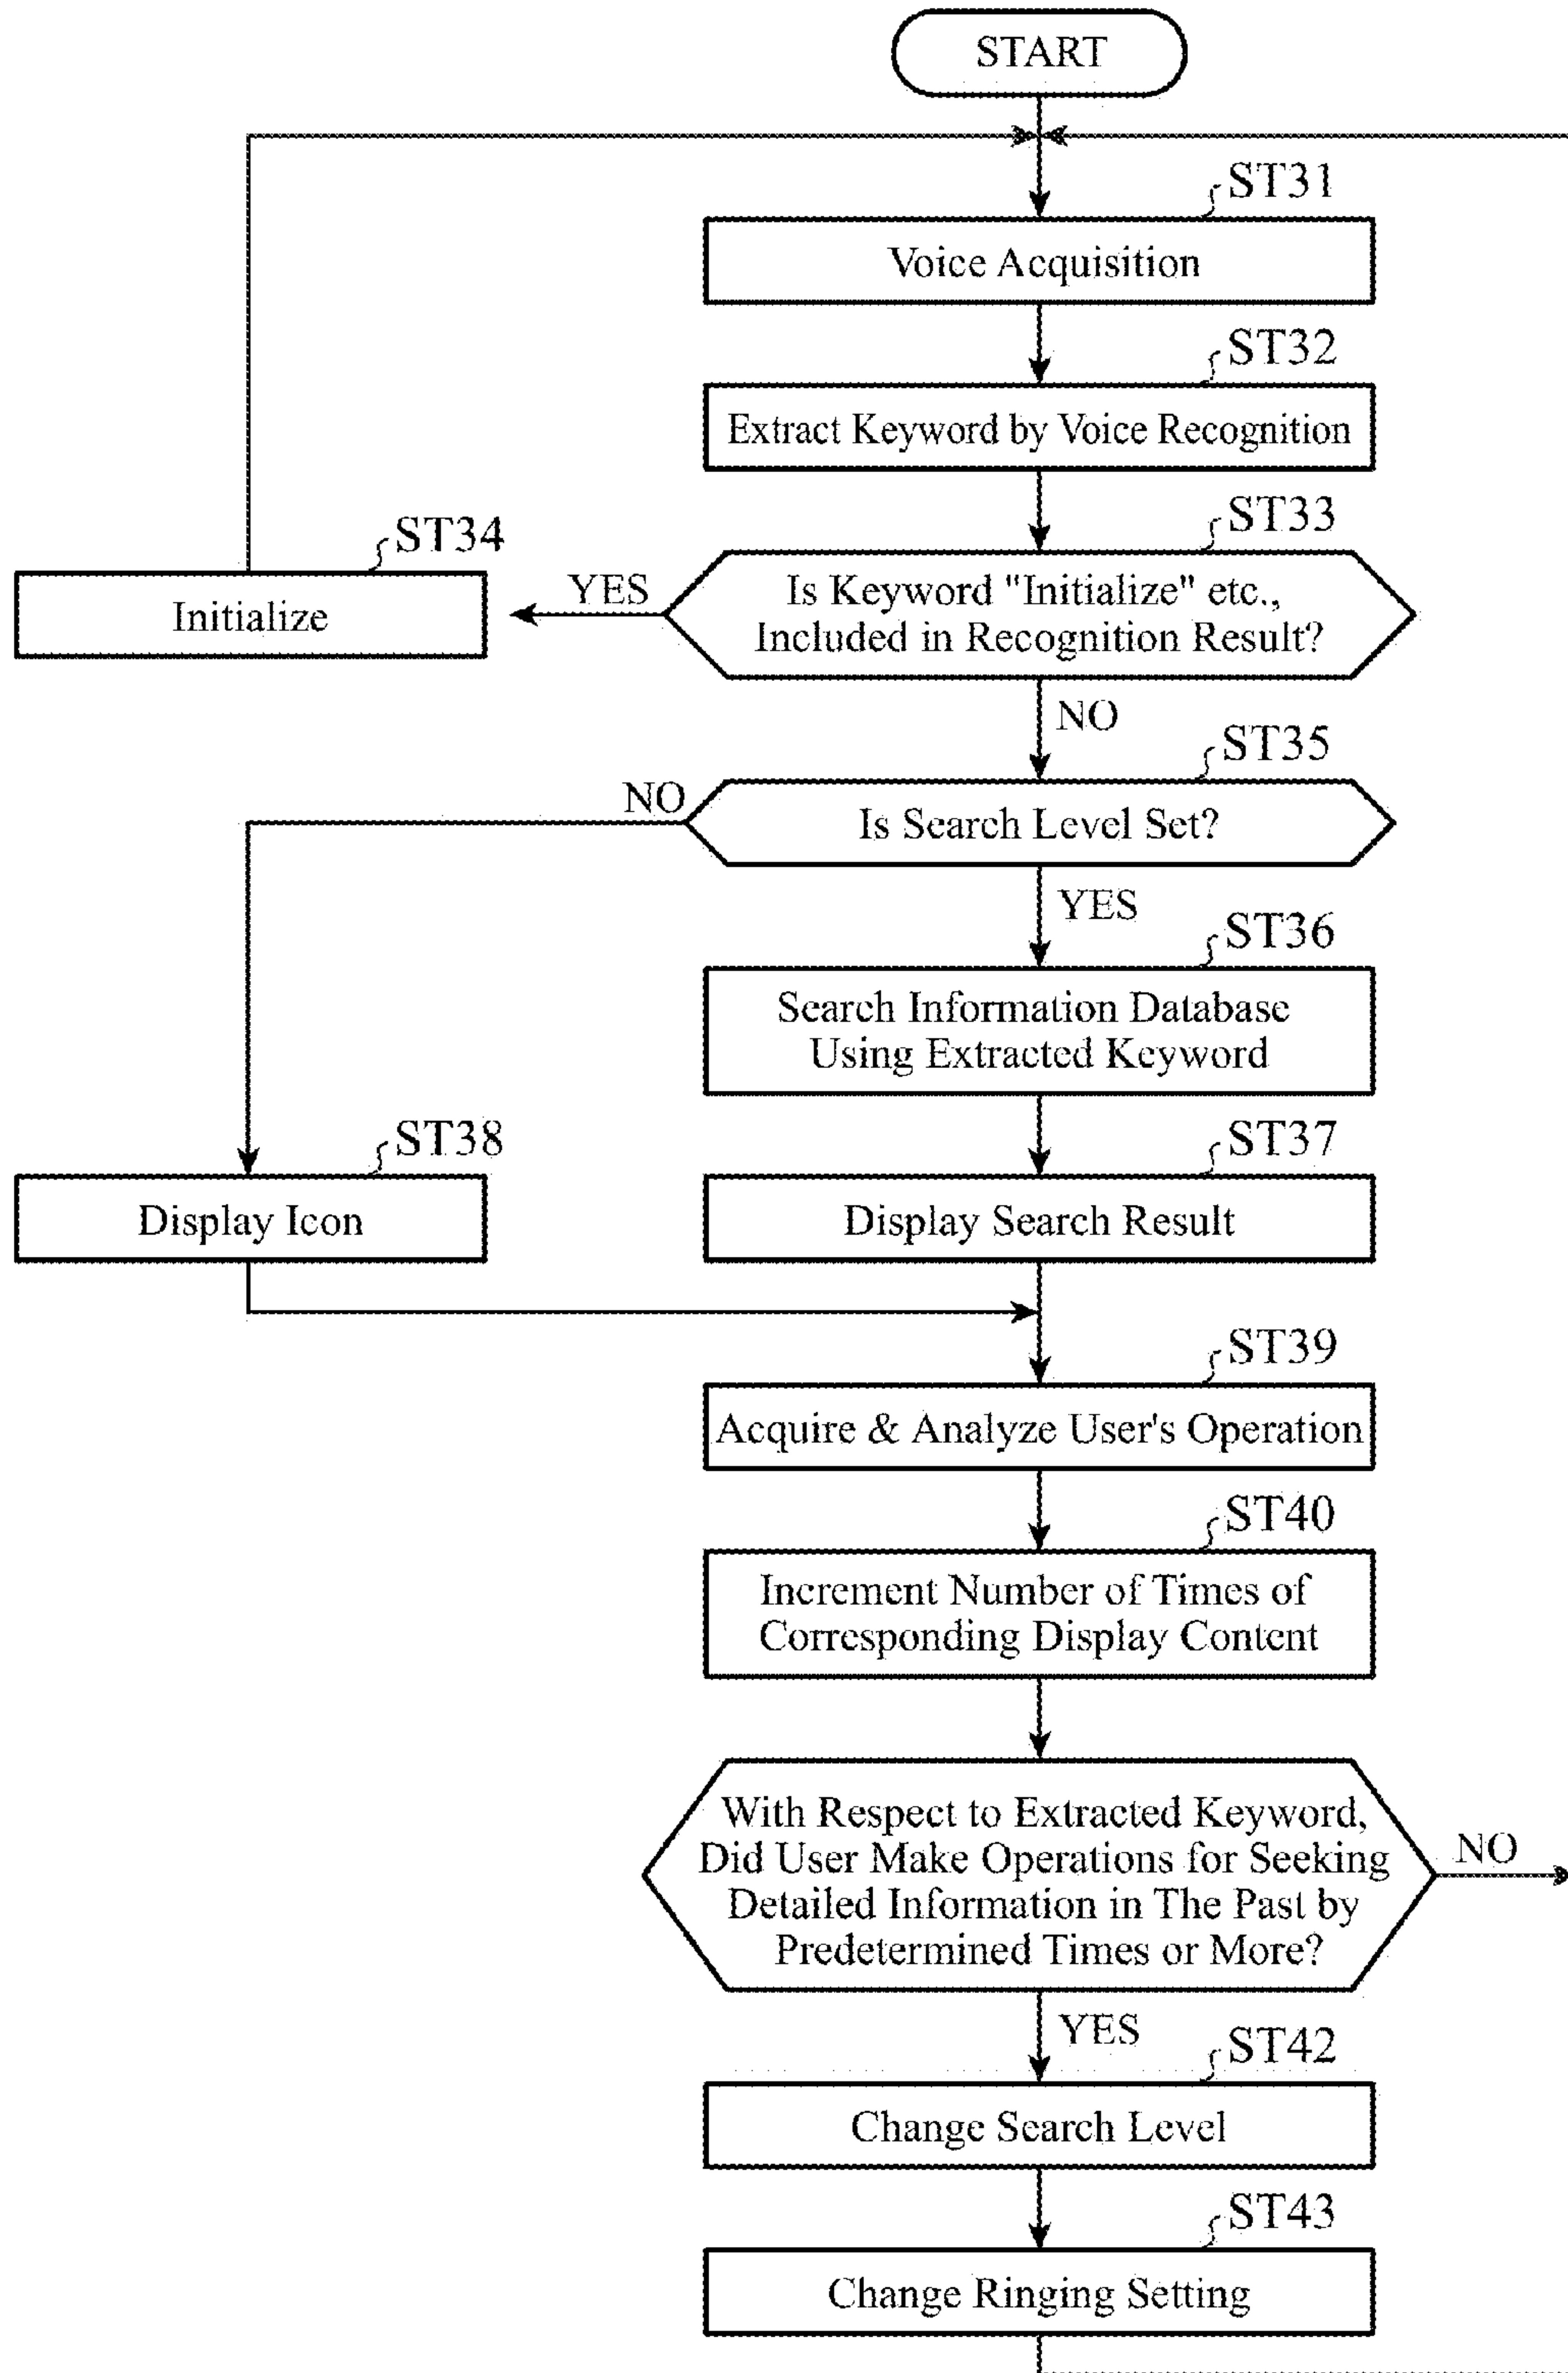 START
ST31
Voice Acquisition
ST32
Extract Keyword by Voice Recognition
ST33
Is Keyword "Initialize" etc.,
Included in Recognition Result?
YES
ST34
Initialize
NO
ST35
Is Search Level Set?
NO
YES
ST36
Search Information Database
Using Extracted Keyword
ST38
Display Icon
ST37
Display Search Result
ST39
Acquire & Analyze User's Operation
ST40
Increment Number of Times of
Corresponding Display Content
With Respect to Extracted Keyword,
Did User Make Operations for Seeking
Detailed Information in The Past by
Predetermined Times or More?
NO
YES
ST42
Change Search Level
ST43
Change Ringing Setting